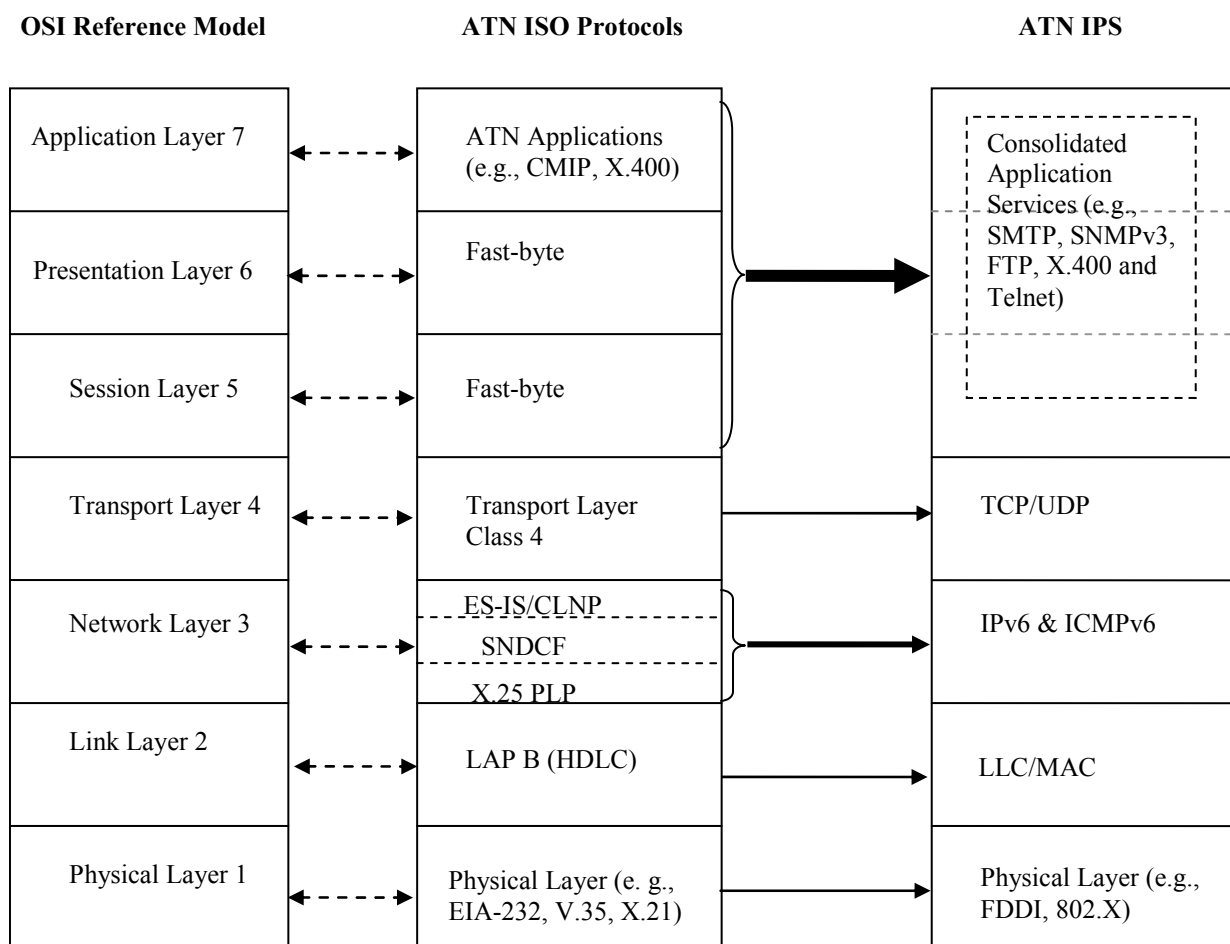 OSI Reference Model
ATN ISO Protocols
ATN IPS
Application Layer 7
ATN Applications
(e.g., CMIP, X.400)
Consolidated
Application
Services (e.g.,
SMTP, SNMPv3,
FTP, X.400 and
Telnet)
Presentation Layer 6
Fast-byte
Session Layer 5
Fast-byte
Transport Layer 4
Transport Layer
Class 4
TCP/UDP
Network Layer 3
ES-IS/CLNP
SNDCF
X.25 PLP
IPv6 & ICMPv6
Link Layer 2
LAP B (HDLC)
LLC/MAC
Physical Layer 1
Physical Layer (e. g.,
EIA-232, V.35, X.21)
Physical Layer (e.g.,
FDDI, 802.X)